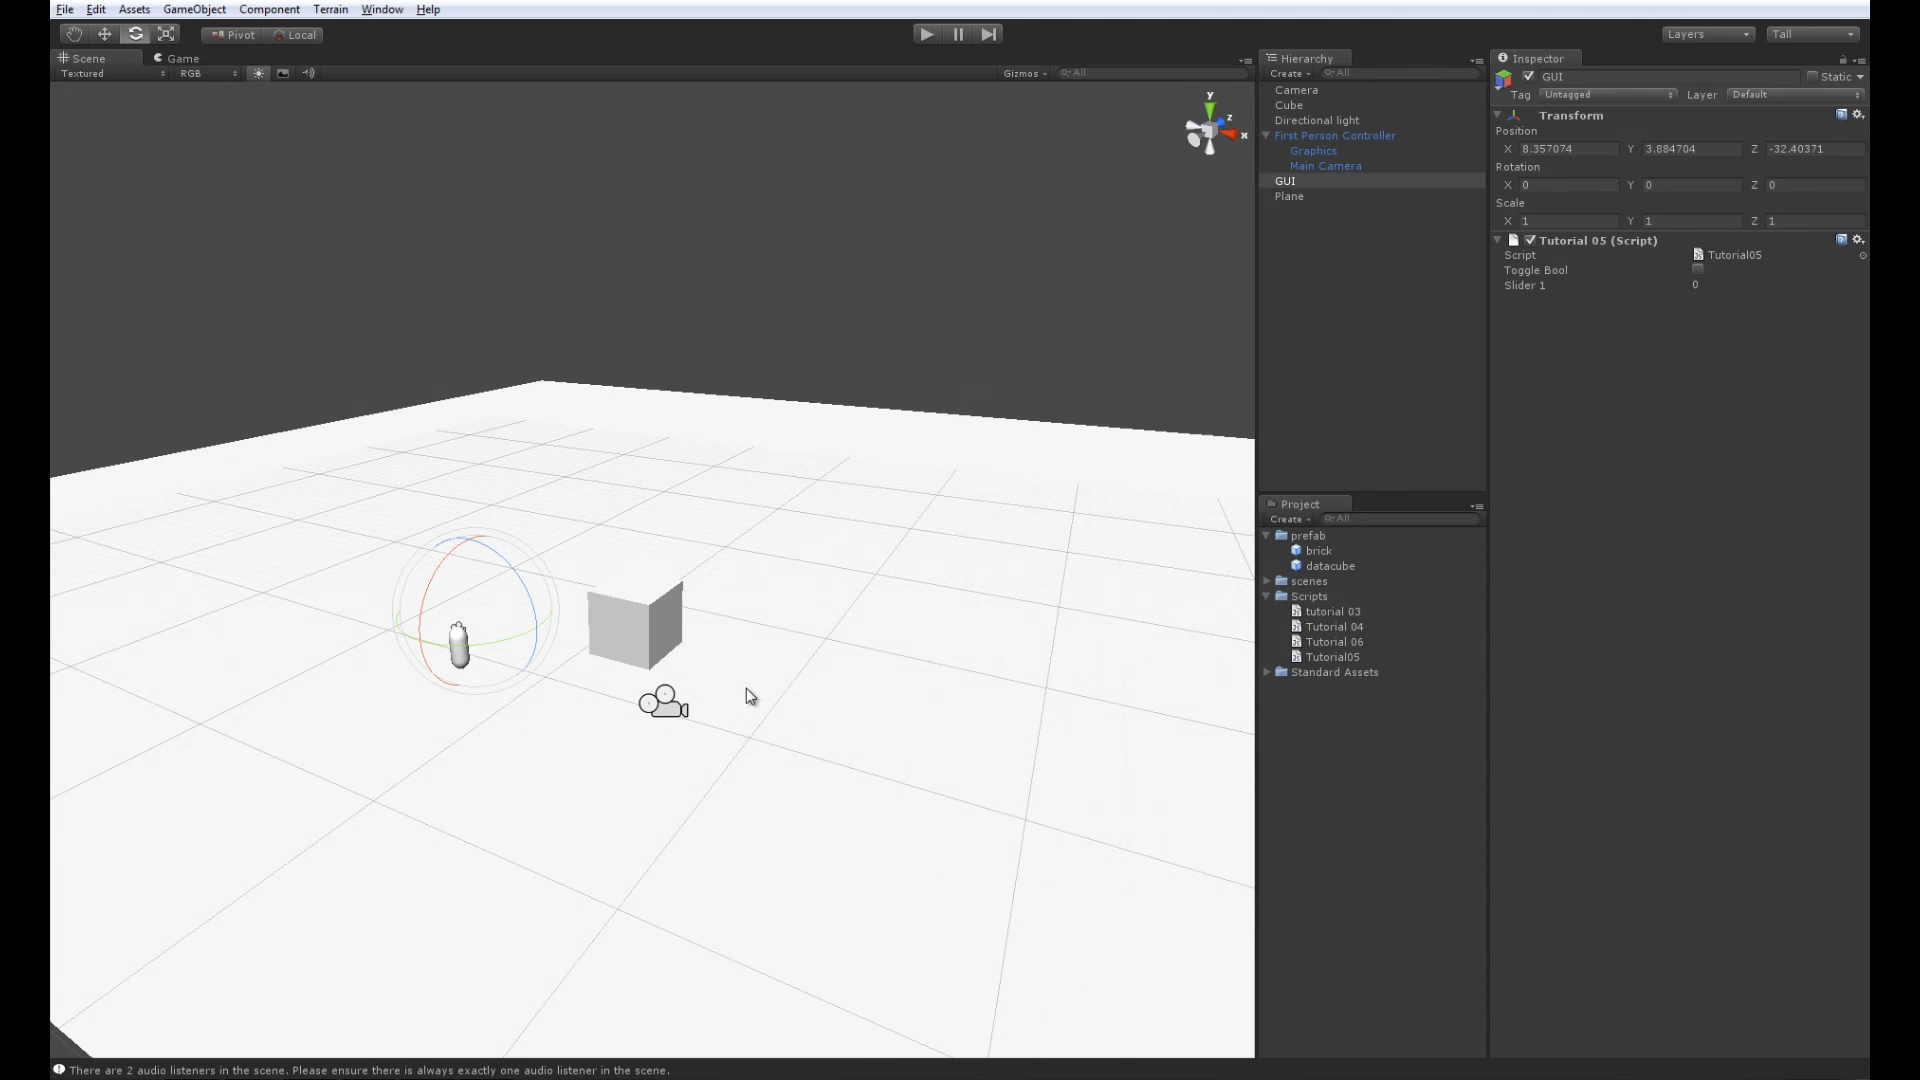 File Edit Assets GameObject Component Terrain Window Help
Pivot Local Layers Tall
Scene Game
Textured RGB Gizmos All
y z x
Hierarchy
Create All
Camera
Cube
Directional light
First Person Controller
Graphics
Main Camera
GUI
Plane
Project
Create All
prefab
brick
datacube
scenes
Scripts
tutorial 03
Tutorial 04
Tutorial 06
Tutorial05
Standard Assets
Inspector
GUI Static
Tag Untagged Layer Default
Transform
Position
X 8.357074 Y 3.884704 Z -32.40371
Rotation
X 0 Y 0 Z 0
Scale
X 1 Y 1 Z 1
Tutorial 05 (Script)
Script Tutorial05
Toggle Bool
Slider 1 0
There are 2 audio listeners in the scene. Please ensure there is always exactly one audio listener in the scene.